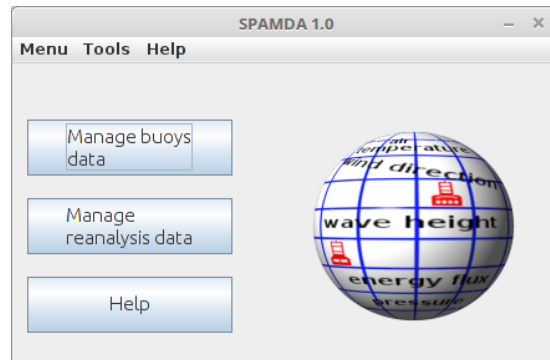 SPAMDA 1.0
Menu Tools Help
Manage buoys
data
Manage
reanalysis data
Help
air
temperature
wind direction
wave height
energy flux
pressure